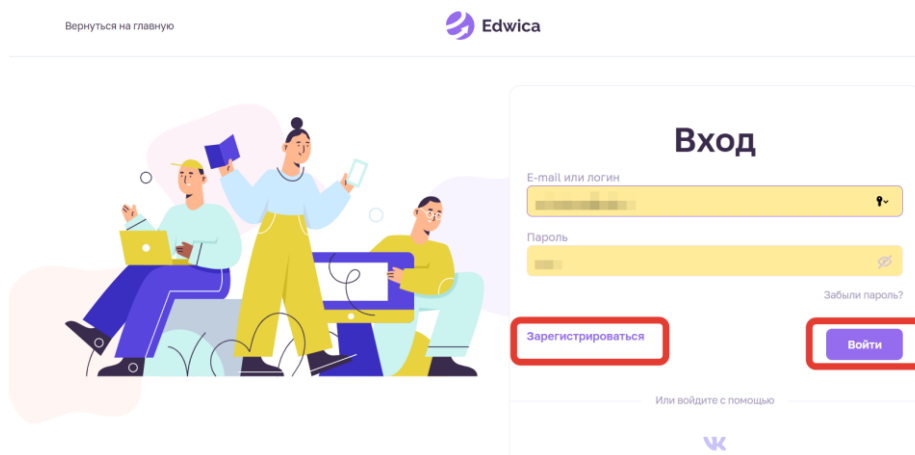 Вернуться на главную
Edwica
Вход
E-mail или логин
Пароль
Забыли пароль?
Зарегистрироваться
Войти
Или войдите с помощью